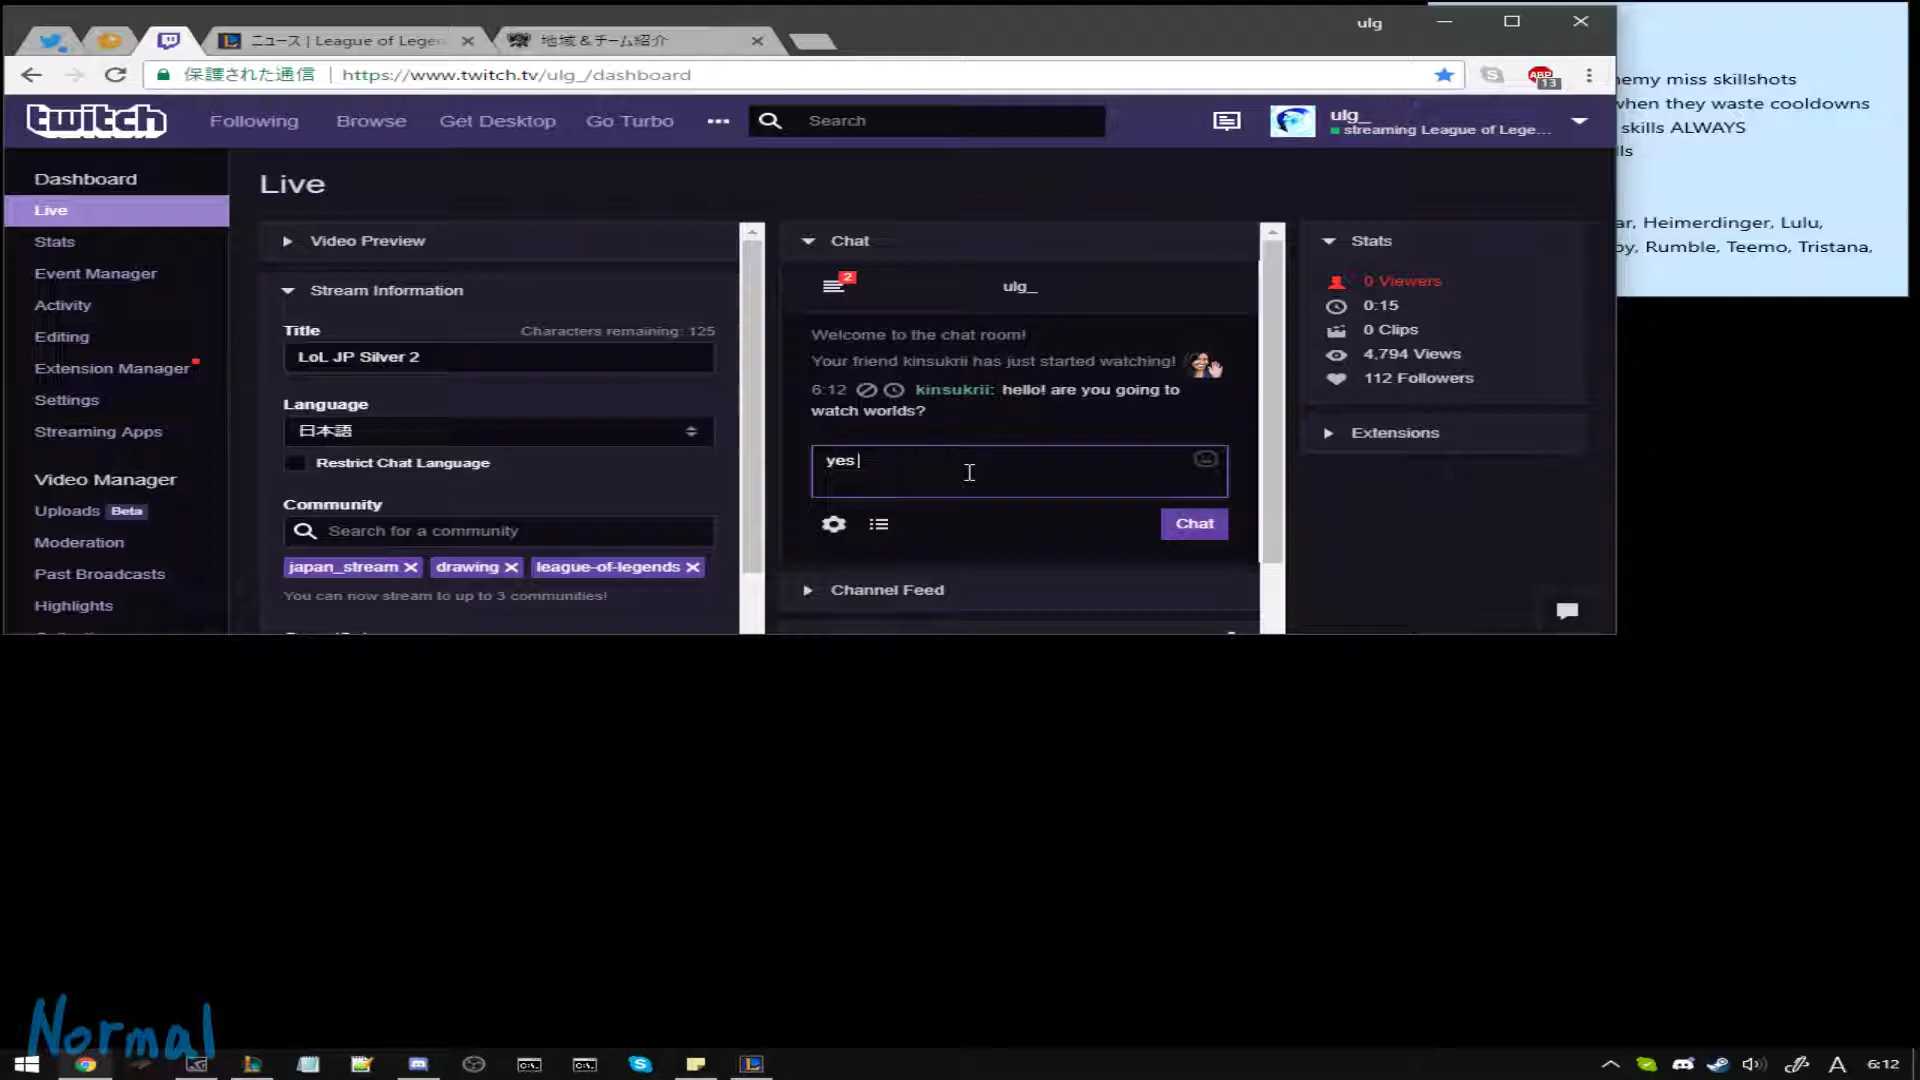 ulg
ニュース | League of Legen
地域＆チーム紹介
保護された通信 | https://www.twitch.tv/ulg_/dashboard
ABP
13
twitch
Following
Browse
Get Desktop
Go Turbo
Search
ulg_
streaming League of Lege...
nemy miss skillshots
when they waste cooldowns
skills ALWAYS
lls
ar, Heimerdinger, Lulu,
by, Rumble, Teemo, Tristana,
Dashboard
Live
Stats
Event Manager
Activity
Editing
Extension Manager
Settings
Streaming Apps
Video Manager
Uploads Beta
Moderation
Past Broadcasts
Highlights
Live
Video Preview
Stream Information
Title
Characters remaining: 125
LoL JP Silver 2
Language
日本語
Restrict Chat Language
Community
Search for a community
japan_stream
drawing
league-of-legends
You can now stream to up to 3 communities!
Chat
2
ulg_
Welcome to the chat room!
Your friend kinsukrii has just started watching!
6:12 kinsukrii: hello! are you going to
watch worlds?
yes
Chat
Channel Feed
Stats
0 Viewers
0:15
0 Clips
4,794 Views
112 Followers
Extensions
Normal
A
6:12